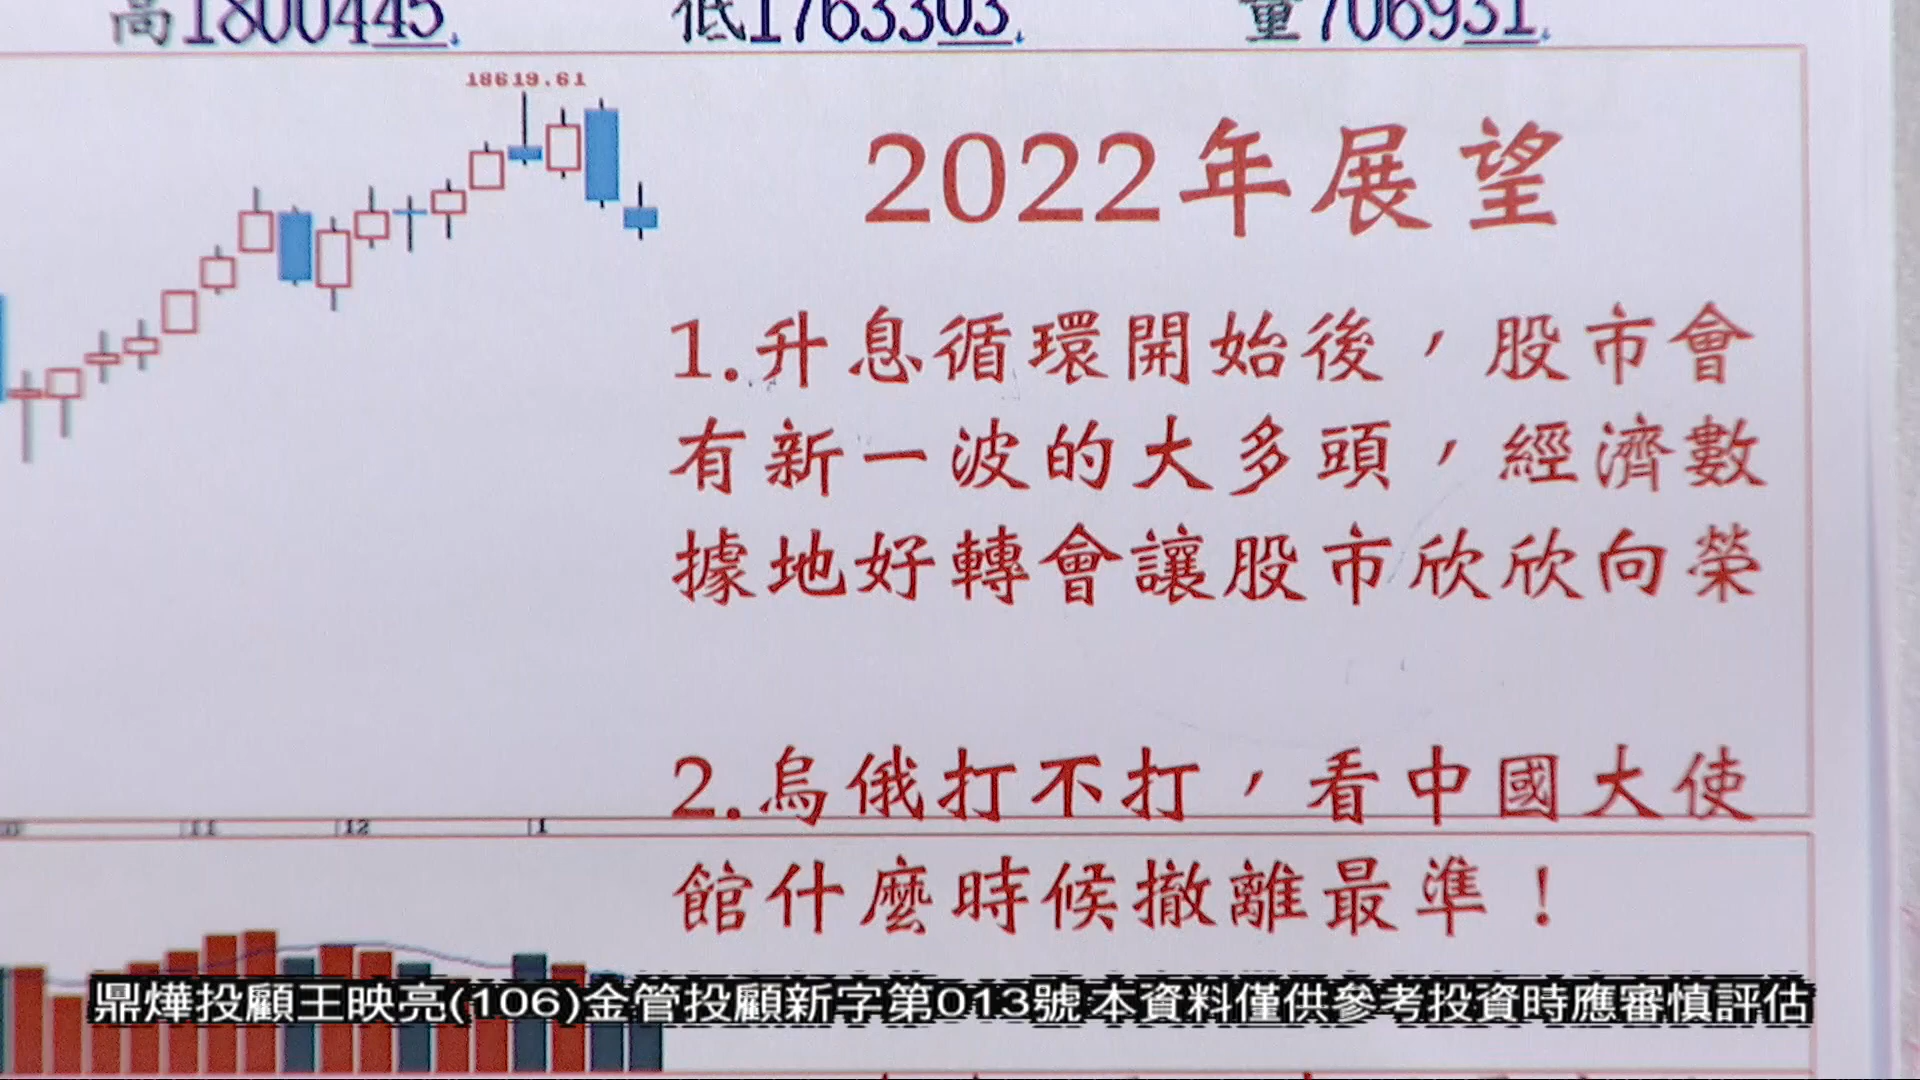 高1800445. 低1763303. 量706931.
18619.61
2022年展望
1.升息循環開始後，股市會
有新一波的大多頭，經濟數
據地好轉會讓股市欣欣向榮
2.烏俄打不打，看中國大使
館什麼時候撤離最準！
11 12 1
鼎燁投顧王映亮(106)金管投顧新字第013號 本資料僅供參考投資時應審慎評估